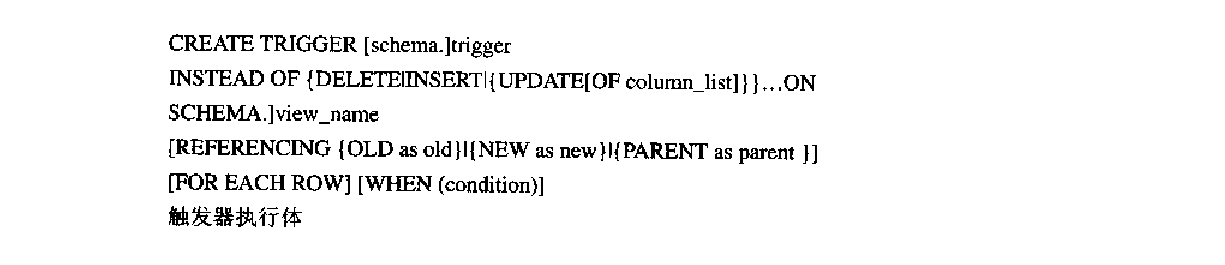 CREATE TRIGGER [schema.]trigger
INSTEAD OF {DELETE|INSERT|{UPDATE[OF column_list]}}…ON
SCHEMA.]view_name
[REFERENCING {OLD as old}|{NEW as new}|{PARENT as parent }]
[FOR EACH ROW] [WHEN (condition)]
触发器执行体